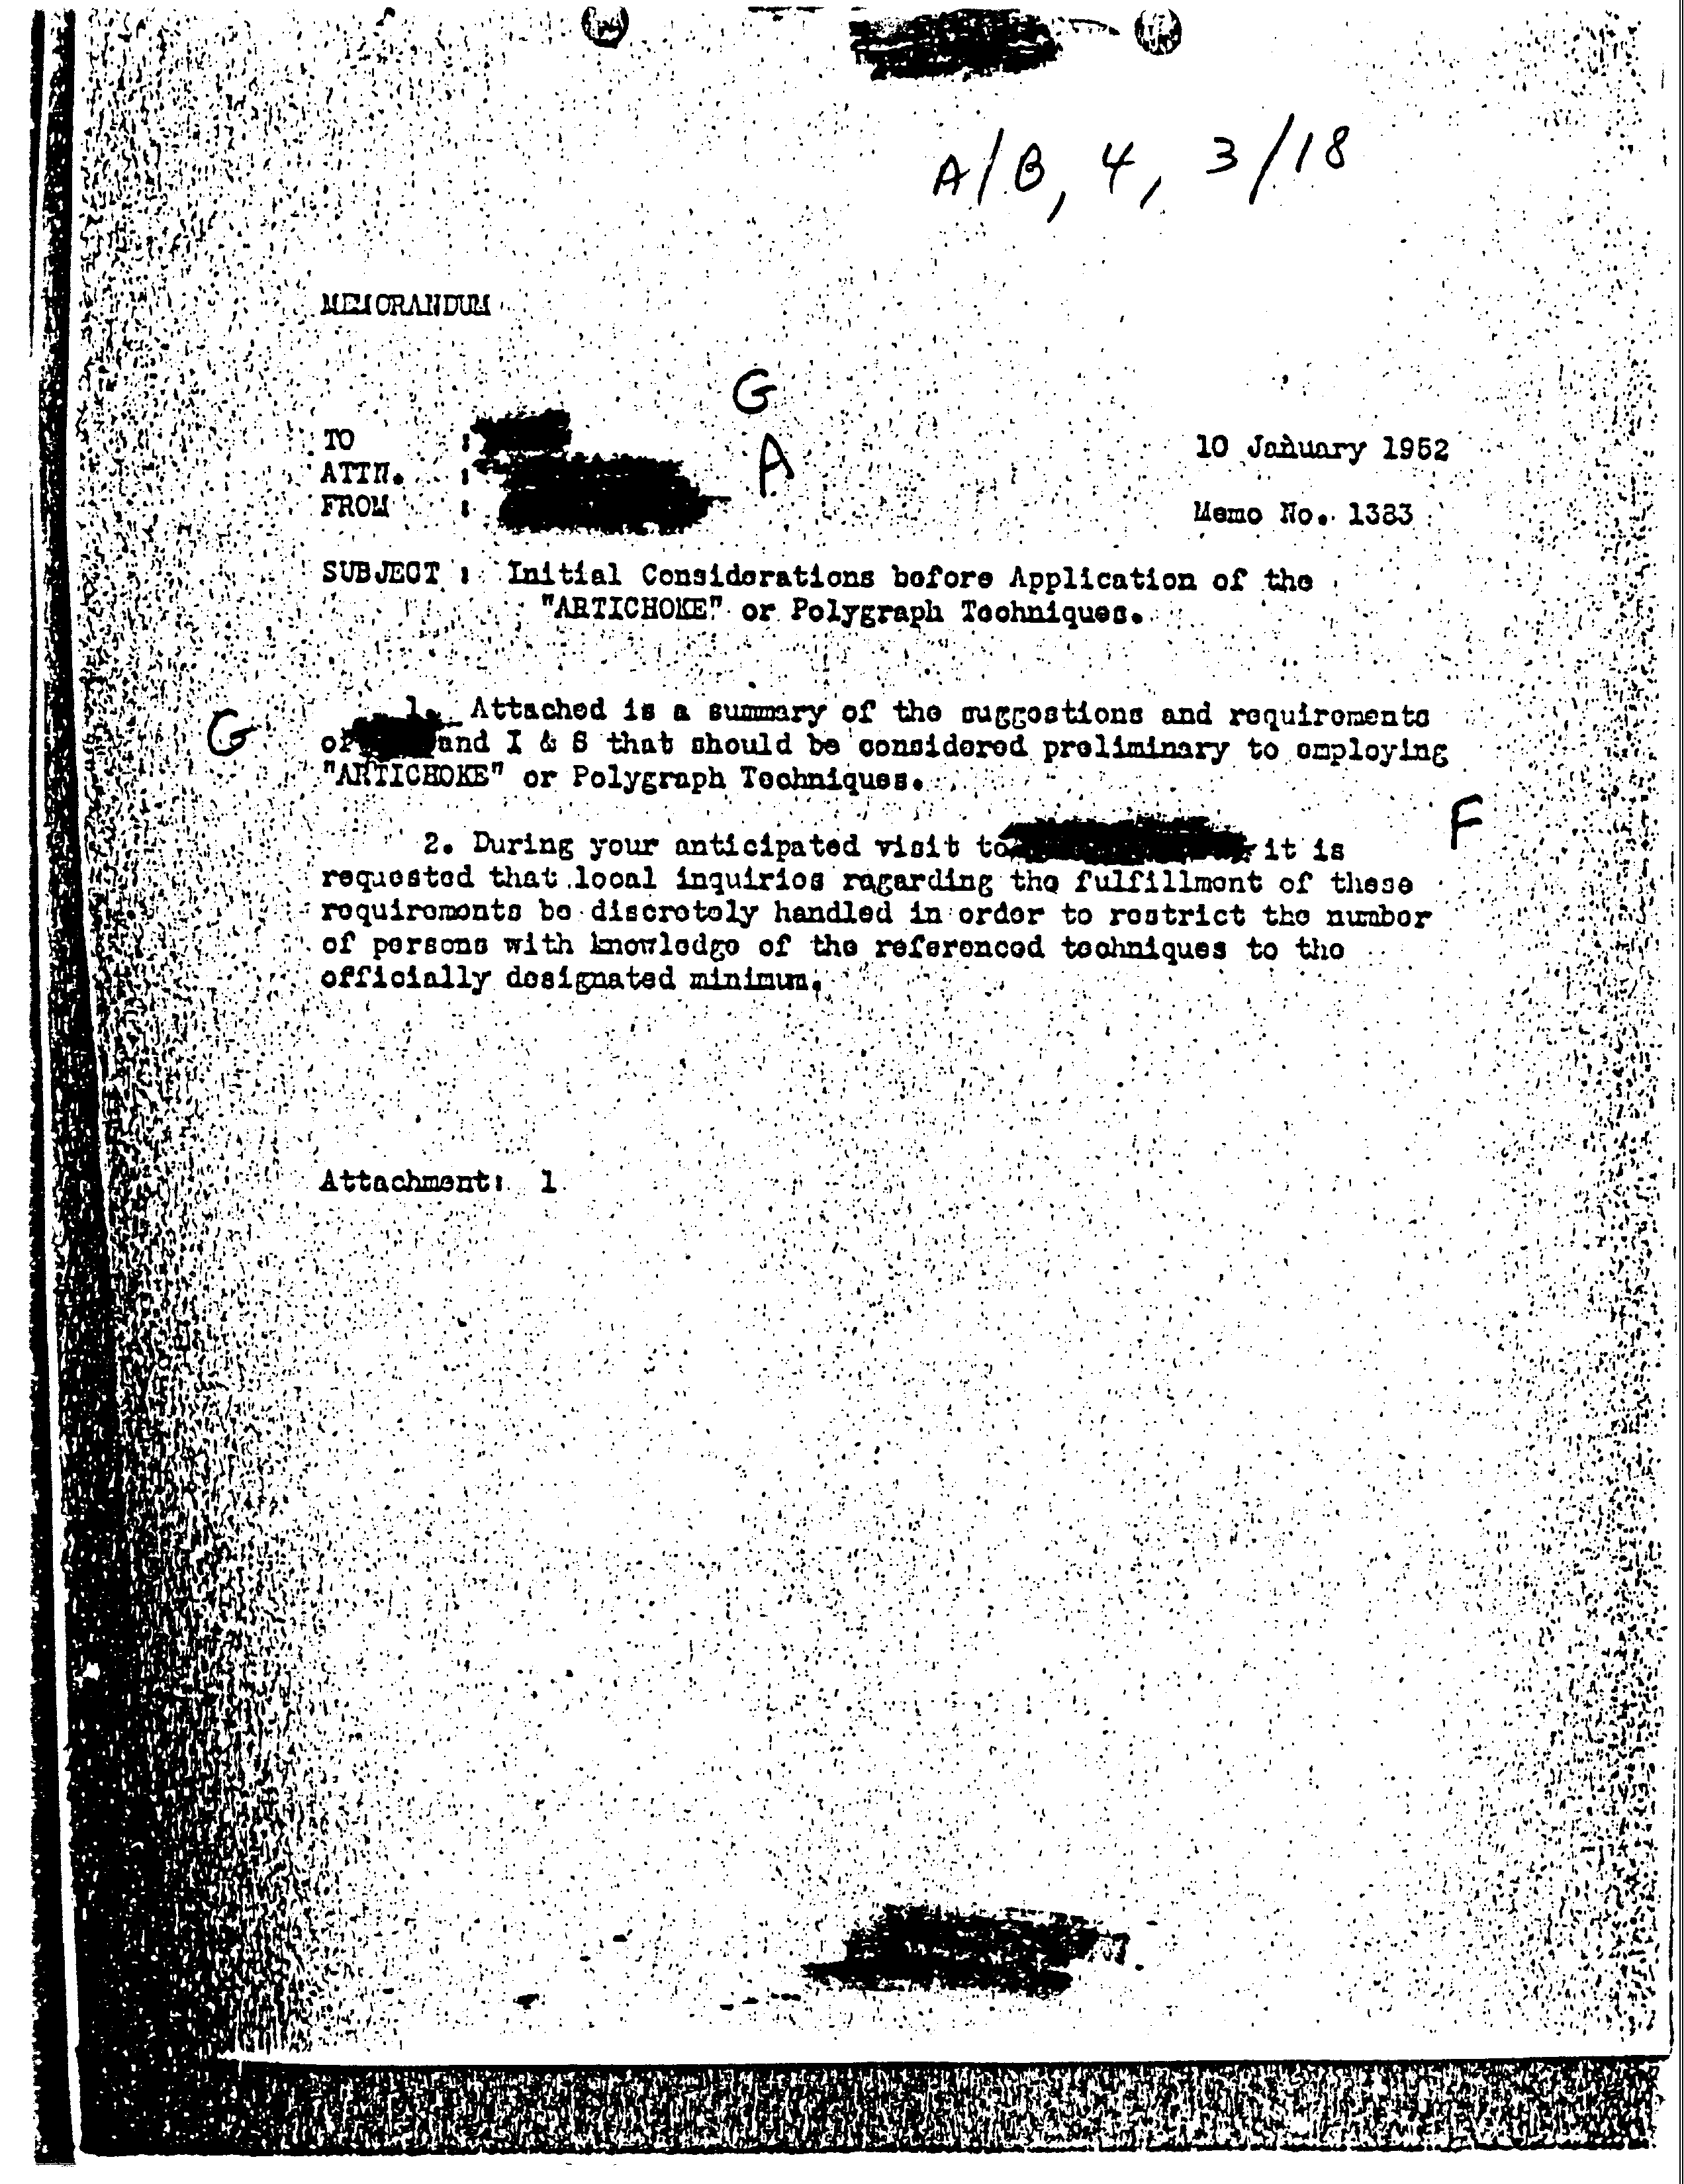 A/B, 4, 3/18
MEMORANDUM
G
TO :
ATTN. : A
10 January 1952
FROM :
Memo No. 1383
SUBJECT : Initial Considerations before Application of the
"ARTICHOKE" or Polygraph Techniques.
1. Attached is a summary of the suggestions and requirements
G of and I & S that should be considered preliminary to employing
"ARTICHOKE" or Polygraph Techniques.
F
2. During your anticipated visit to it is
requested that local inquiries ragarding the fulfillment of these
requirements be discretely handled in order to restrict the number
of persons with knowledge of the referenced techniques to the
officially designated minimum.
Attachment: 1